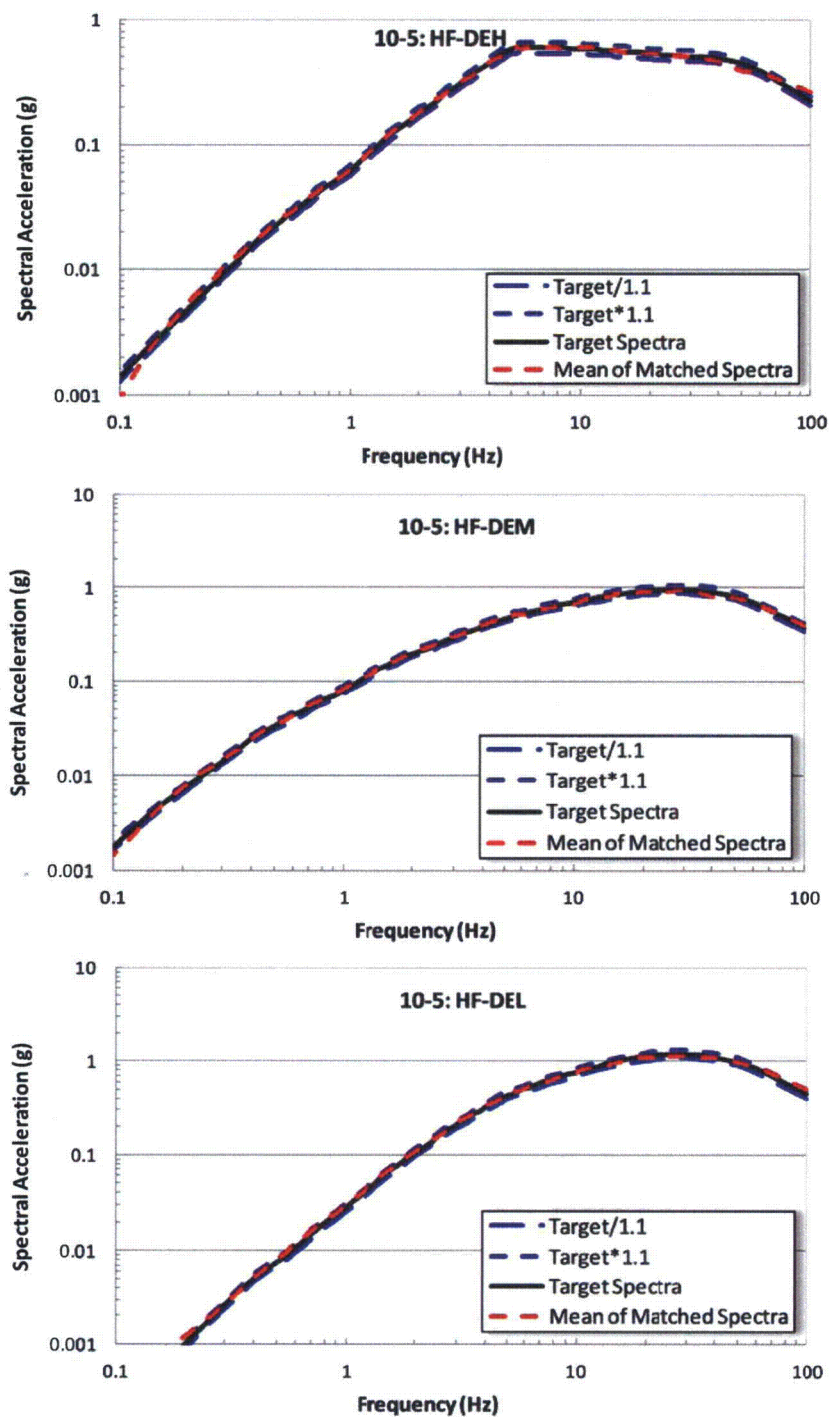 10-5: HF-DEH
Spectral Acceleration (g)
1
0.1
0.01
0.001
Target/1.1
Target*1.1
Target Spectra
Mean of Matched Spectra
0.1 1 10 100
Frequency (Hz)
10-5: HF-DEM
Spectral Acceleration (g)
10
1
0.1
0.01
0.001
Target/1.1
Target*1.1
Target Spectra
Mean of Matched Spectra
0.1 1 10 100
Frequency (Hz)
10-5: HF-DEL
Spectral Acceleration (g)
10
1
0.1
0.01
0.001
Target/1.1
Target*1.1
Target Spectra
Mean of Matched Spectra
0.1 1 10 100
Frequency (Hz)